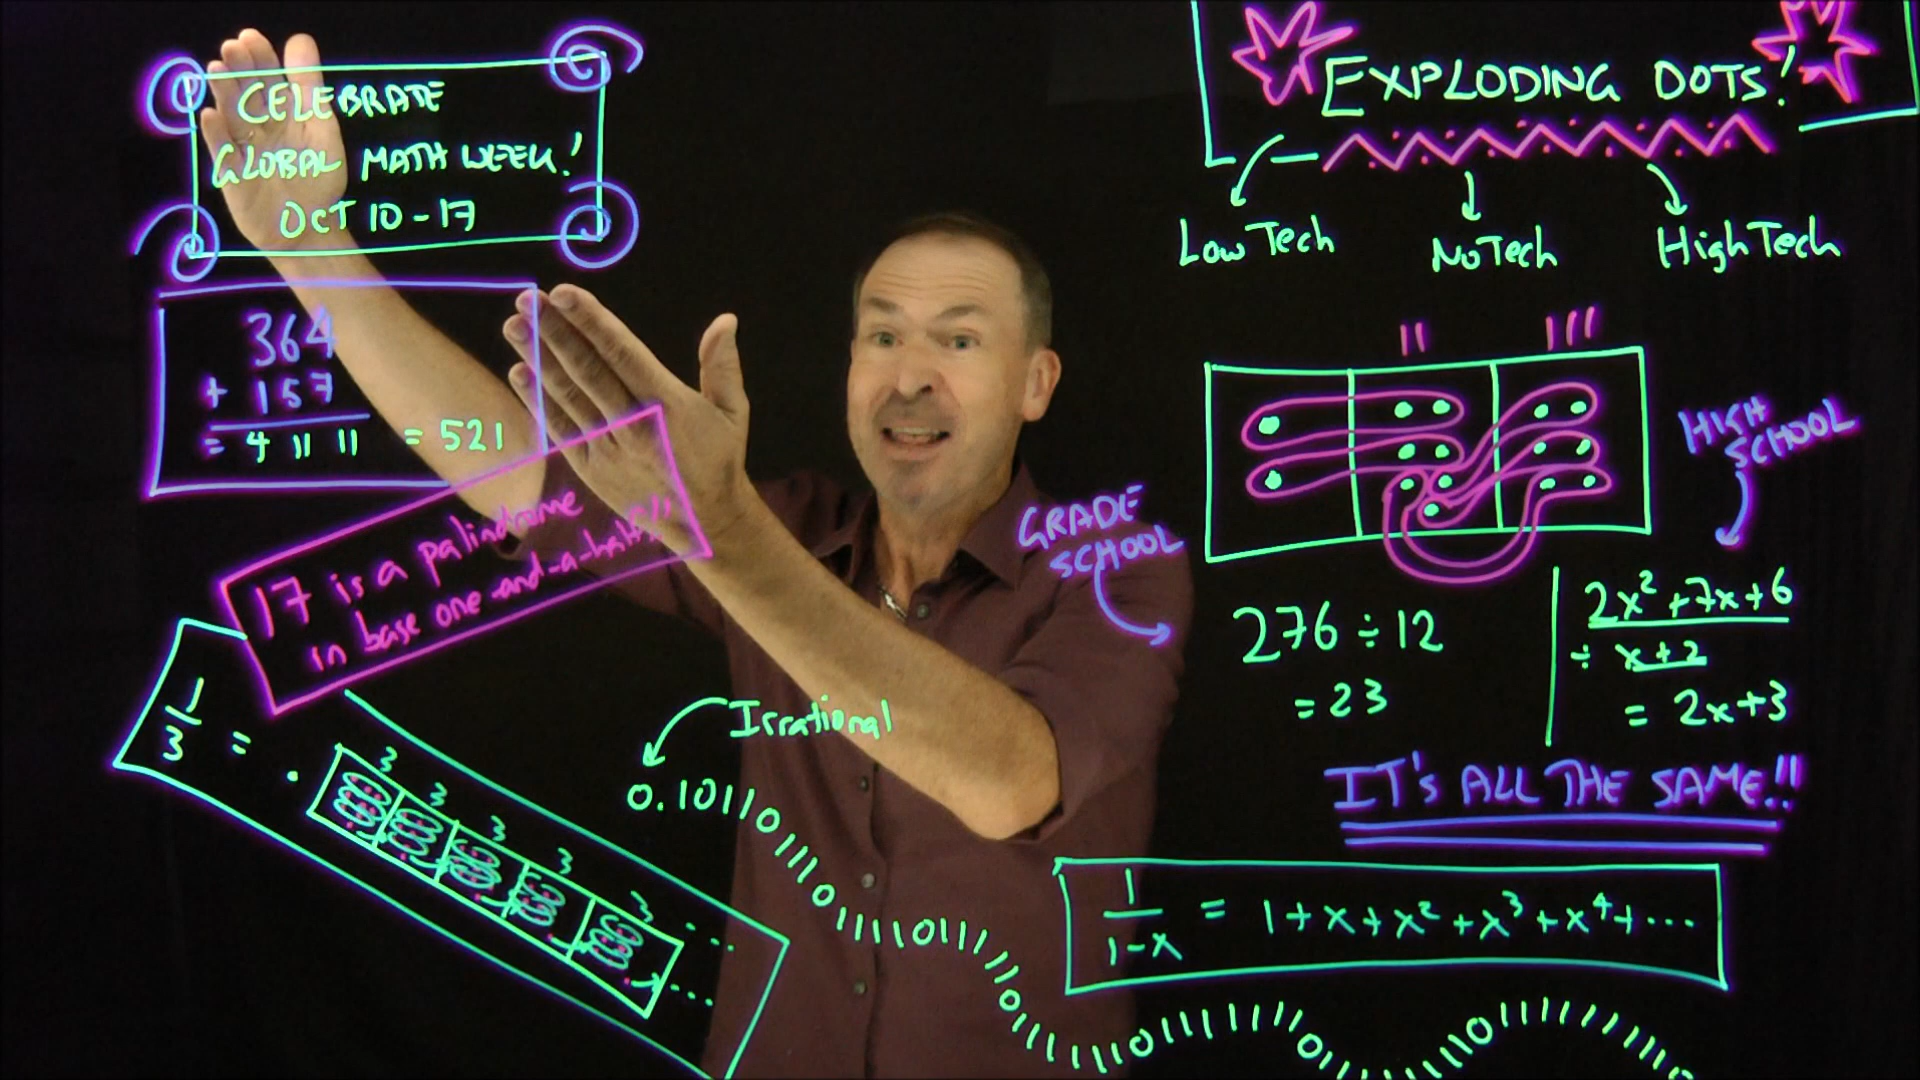 CELEBRATE
GLOBAL MATH WEEK!
OCT 10-17
364
+ 157
= 4 11 11 = 521
17 is a palindrome
in base one-and-a-half!!
1/3 = .
3 3 3 3 3 ...
...
Irrational
0.101101110111101111101111110111111101111111
EXPLODING DOTS!
Low Tech
No Tech
High Tech
|| |||
HIGH
SCHOOL
GRADE
SCHOOL
276 ÷ 12
= 23
2x² + 7x + 6
÷ x+2
= 2x+3
IT'S ALL THE SAME!!
1/(1-x) = 1 + x + x² + x³ + x⁴ + ...